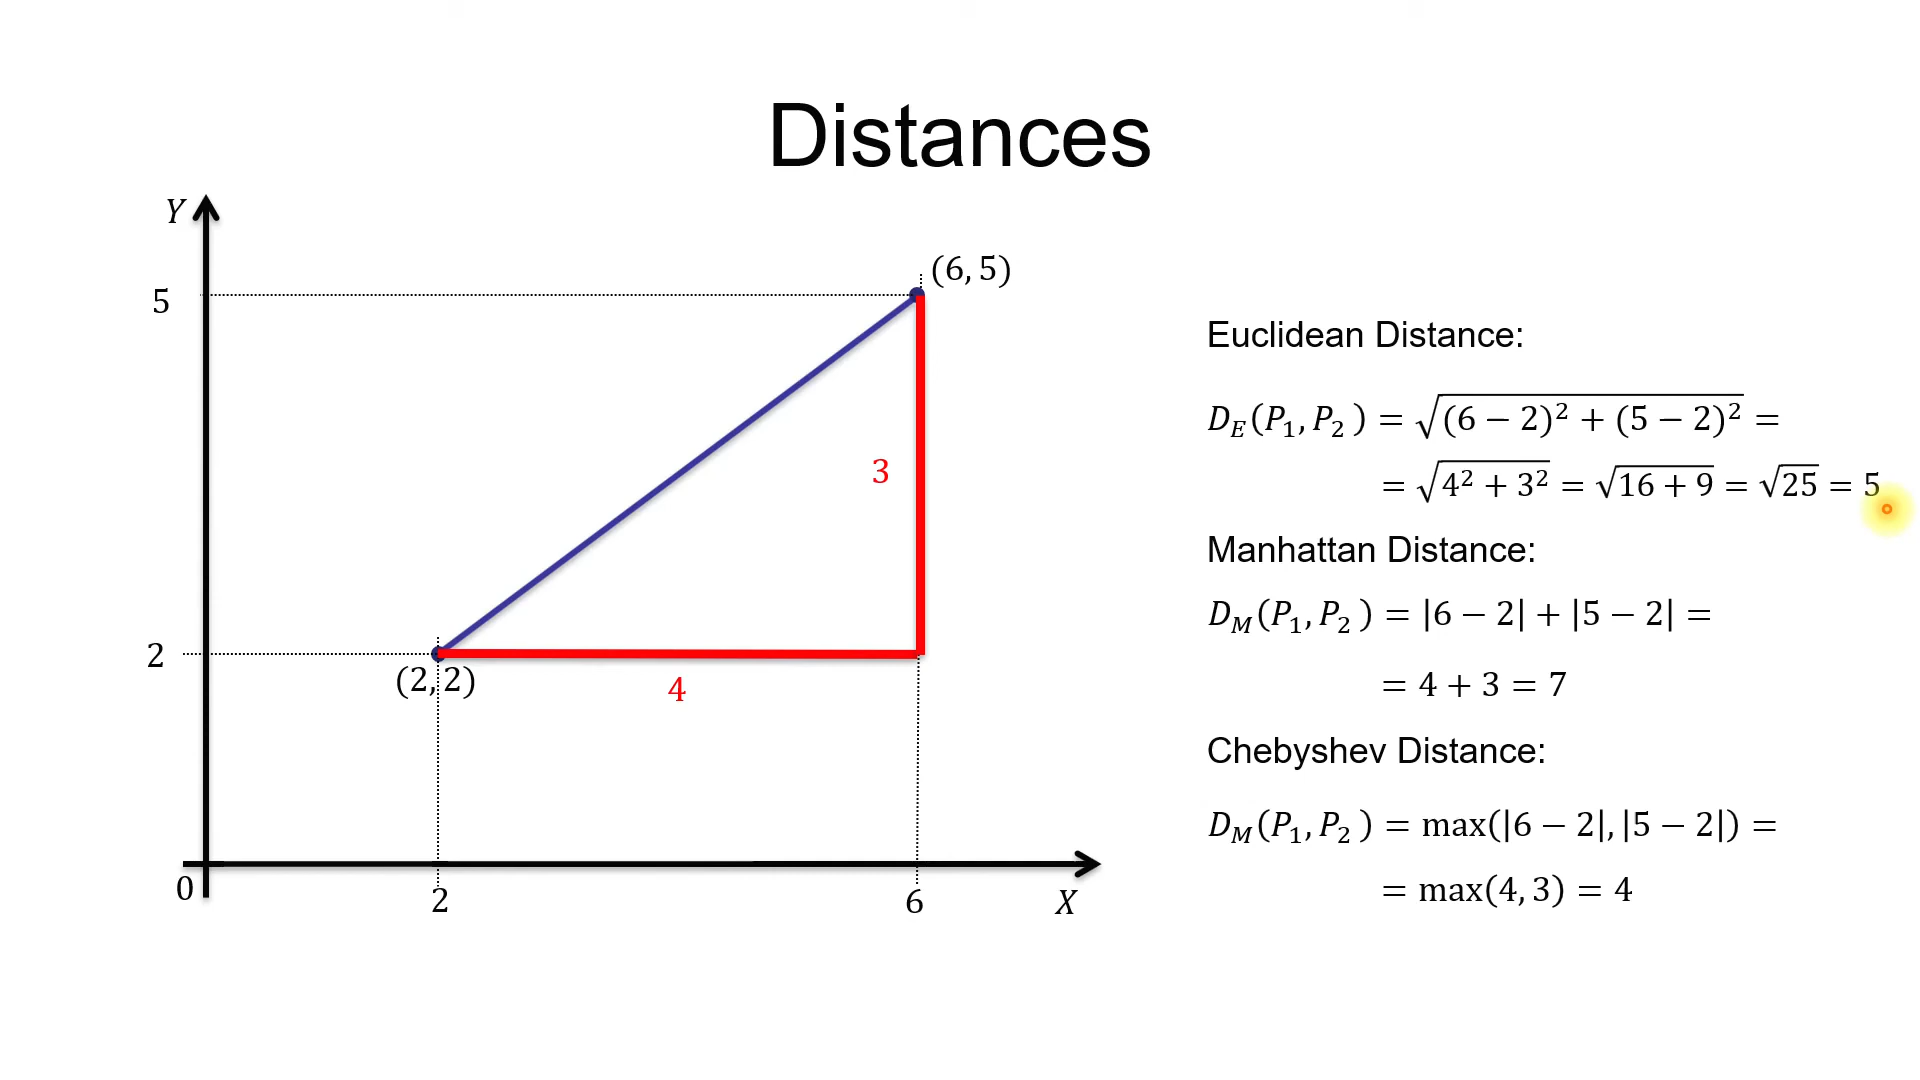 Distances
Y
(6, 5)
5
3
2
(2, 2)
4
0
2
6
X
Euclidean Distance:
D_E(P_1, P_2) = √((6 − 2)² + (5 − 2)²) =
= √(4² + 3²) = √(16 + 9) = √25 = 5
Manhattan Distance:
D_M(P_1, P_2) = |6 − 2| + |5 − 2| =
= 4 + 3 = 7
Chebyshev Distance:
D_M(P_1, P_2) = max(|6 − 2|, |5 − 2|) =
= max(4, 3) = 4